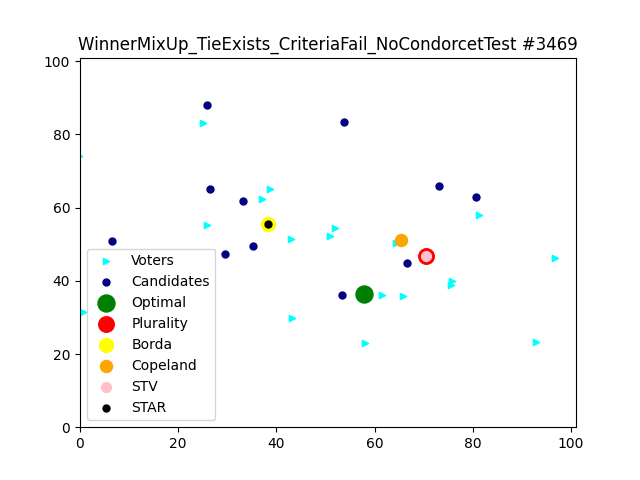 WinnerMixUp_TieExists_CriteriaFail_NoCondorcetTest #3469
100
80
60
40
20
0
Voters
Candidates
Optimal
Plurality
Borda
Copeland
STV
STAR
0 20 40 60 80 100